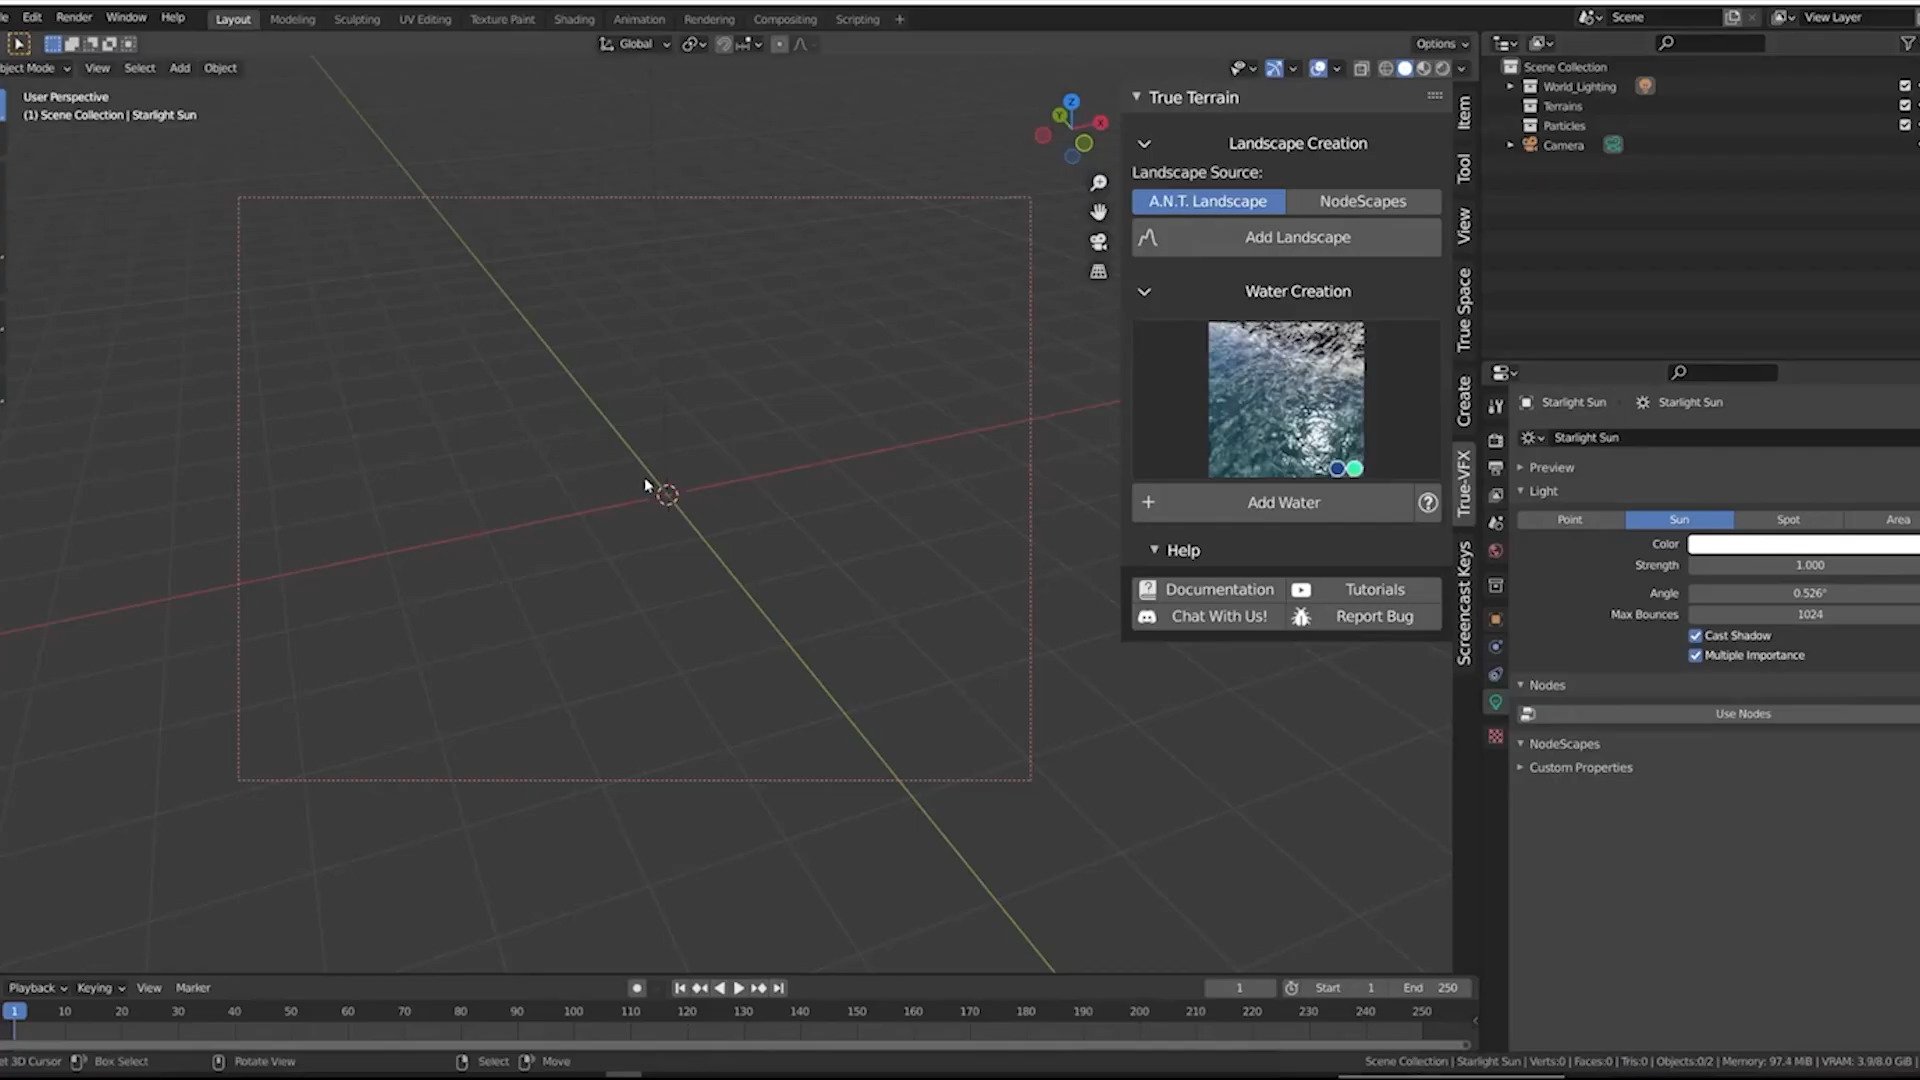 Edit Render Window Help Layout Modeling Sculpting UV Editing Texture Paint Shading Animation Rendering Compositing Scripting + Scene View Layer
Global Options
bject Mode View Select Add Object
User Perspective
(1) Scene Collection | Starlight Sun
Z
Y
X
True Terrain
Landscape Creation
Landscape Source:
A.N.T. Landscape NodeScapes
Add Landscape
Water Creation
+ Add Water
Help
Documentation Tutorials
Chat With Us! Report Bug
Item
Tool
View
True Space
Create
True-VFX
Screencast Keys
Scene Collection
World_Lighting
Terrains
Particles
Camera
Starlight Sun Starlight Sun
Starlight Sun
Preview
Light
Point Sun Spot Area
Color
Strength 1.000
Angle 0.526°
Max Bounces 1024
Cast Shadow
Multiple Importance
Nodes
Use Nodes
NodeScapes
Custom Properties
Playback Keying View Marker 1 Start 1 End 250
1 10 20 30 40 50 60 70 80 90 100 110 120 130 140 150 160 170 180 190 200 210 220 230 240 250
et 3D Cursor Box Select Rotate View Select Move Scene Collection | Starlight Sun | Verts:0 | Faces:0 | Tris:0 | Objects:0/2 | Memory: 97.4 MiB | VRAM: 3.9/8.0 GiB |